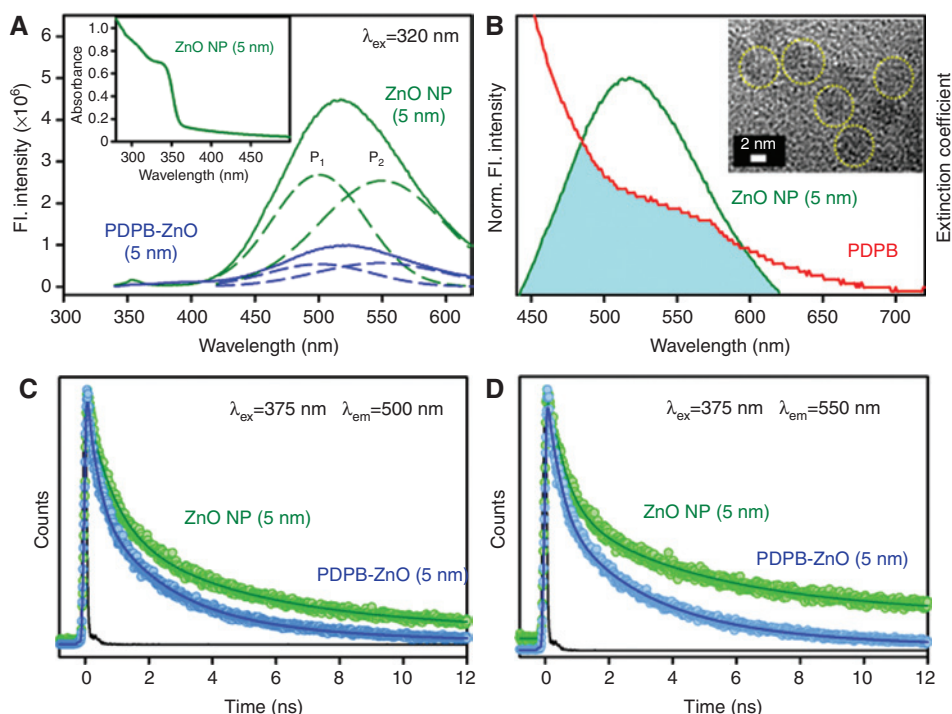 A
λex=320 nm
ZnO NP (5 nm)
Absorbance
1.0
0.8
0.6
0.4
0.2
0
300
350
400
450
Wavelength (nm)
ZnO NP
(5 nm)
P1
P2
PDPB-ZnO
(5 nm)
Fl. intensity (×10⁶)
6
5
4
3
2
1
0
300
350
400
450
500
550
600
Wavelength (nm)
B
Norm. Fl. intensity
Extinction coefficient
2 nm
ZnO NP (5 nm)
PDPB
450
500
550
600
650
700
Wavelength (nm)
C
λex=375 nm λem=500 nm
ZnO NP (5 nm)
PDPB-ZnO (5 nm)
Counts
0
2
4
6
8
10
12
Time (ns)
D
λex=375 nm λem=550 nm
ZnO NP (5 nm)
PDPB-ZnO (5 nm)
Counts
0
2
4
6
8
10
12
Time (ns)